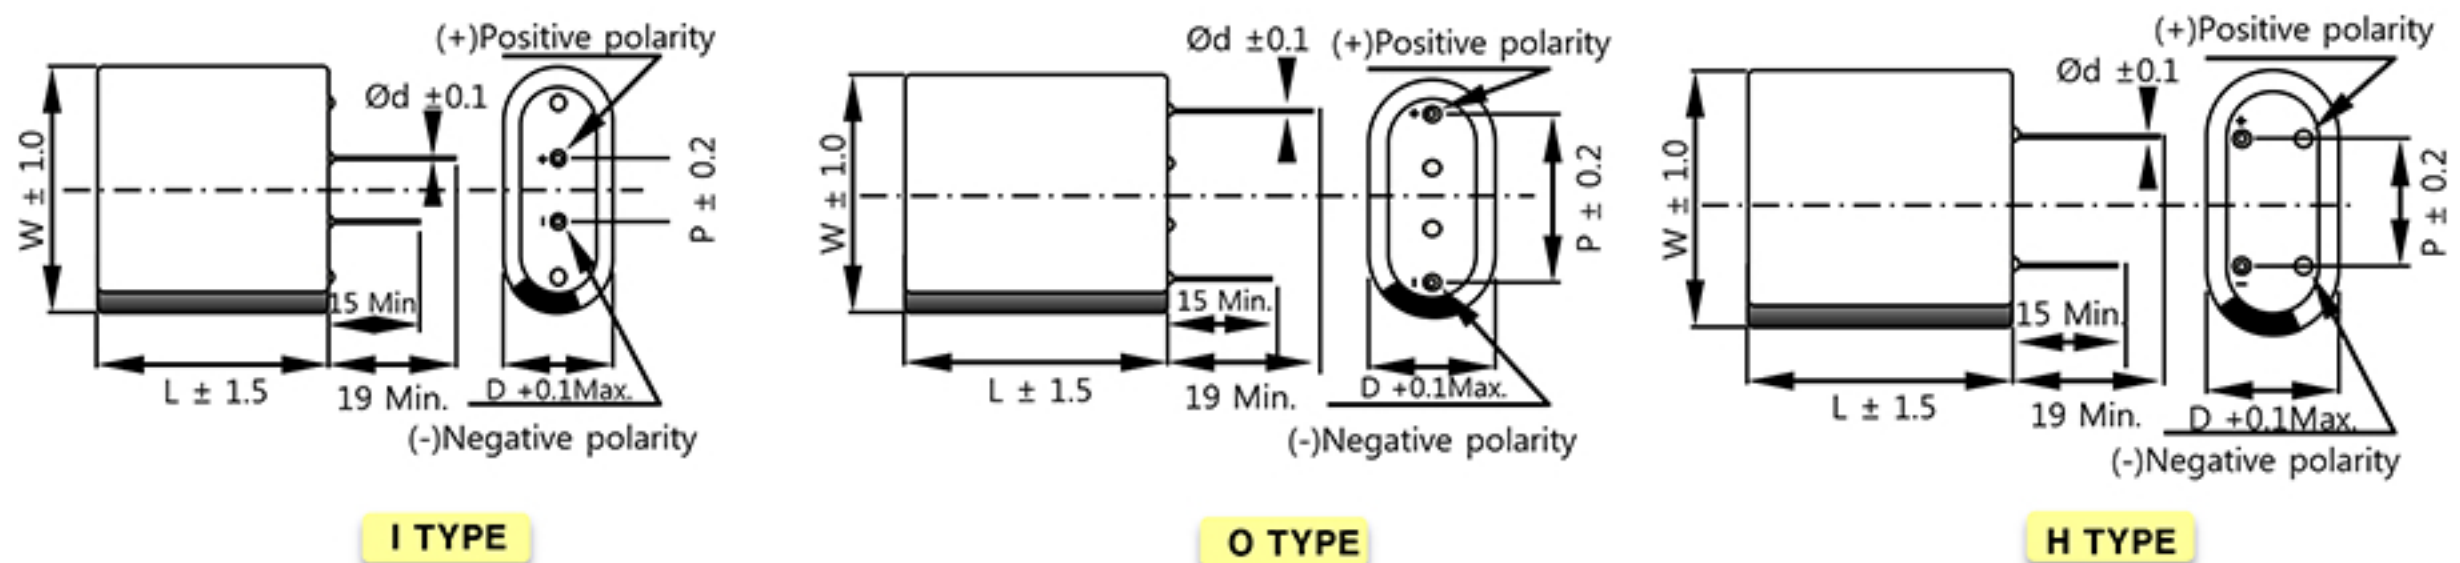 (+)Positive polarity
Ød ±0.1
W ± 1.0
P ± 0.2
+
-
15 Min
L ± 1.5
19 Min.
D +0.1Max.
(-)Negative polarity
I TYPE
Ød ±0.1
(+)Positive polarity
W ± 1.0
P ± 0.2
+
-
15 Min.
L ± 1.5
19 Min.
D +0.1Max.
(-)Negative polarity
O TYPE
(+)Positive polarity
Ød ±0.1
W ± 1.0
P ± 0.2
+
-
15 Min.
L ± 1.5
19 Min.
D +0.1Max.
(-)Negative polarity
H TYPE